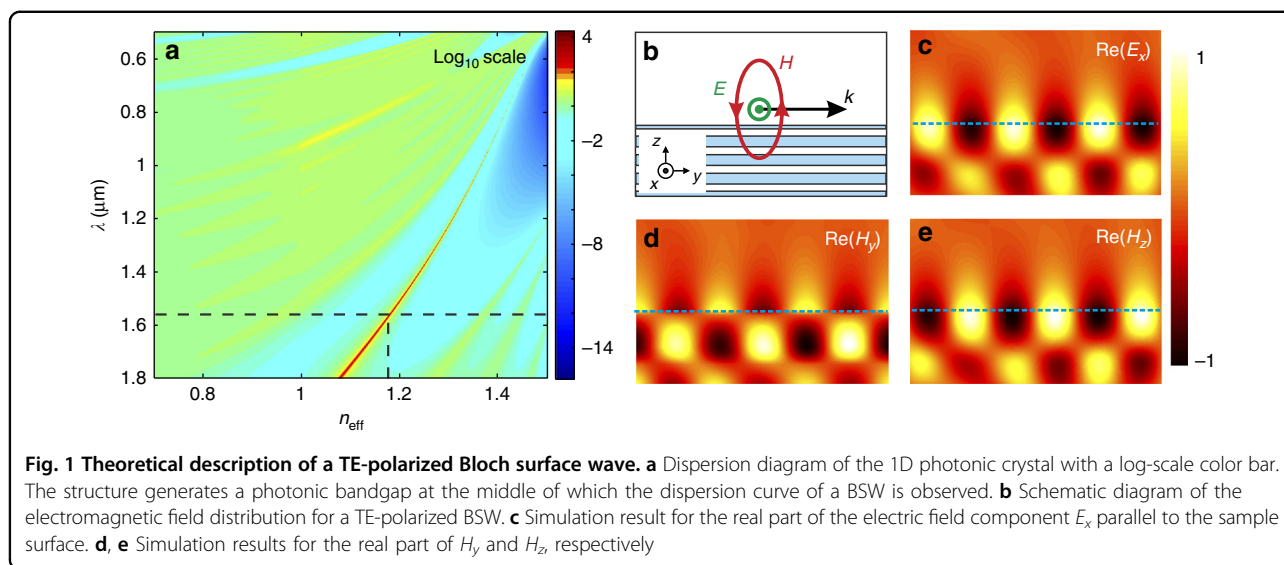 a
Log₁₀ scale
0.6
0.8
1
1.2
1.4
1.6
1.8
λ (μm)
0.8
1
1.2
1.4
n_eff
4
−2
−8
−14
b
H
E
k
z
x
y
c
Re(Eₓ)
1
d
Re(H_y)
e
Re(H_z)
−1
Fig. 1 Theoretical description of a TE-polarized Bloch surface wave. a Dispersion diagram of the 1D photonic crystal with a log-scale color bar.
The structure generates a photonic bandgap at the middle of which the dispersion curve of a BSW is observed. b Schematic diagram of the
electromagnetic field distribution for a TE-polarized BSW. c Simulation result for the real part of the electric field component Eₓ parallel to the sample
surface. d, e Simulation results for the real part of H_y and H_z, respectively